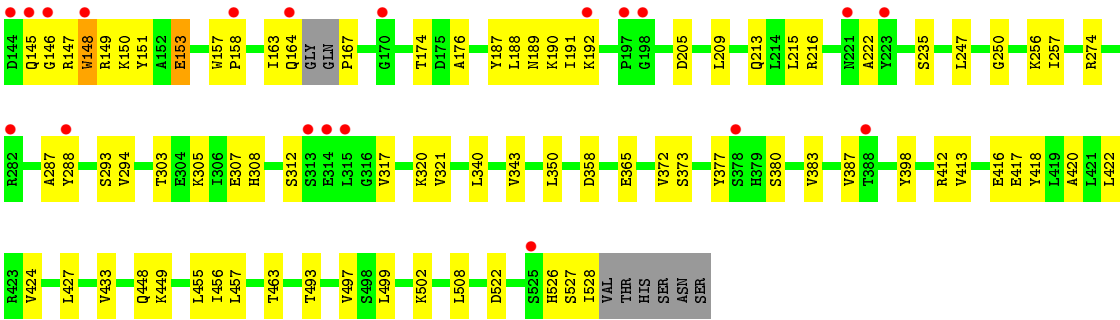 D144 Q145 G146 R147 W148 R149 K150 Y151 A152 E153 W157 P158 I163 Q164 GLY GLN P167 G170 T174 D175 A176 Y187 L188 N189 K190 I191 K192 P197 G198 D205 L209 Q213 L214 L215 R216 N221 A222 Y223 S235 L247 G250 K256 I257 R274
R282 A287 Y288 S293 V294 T303 E304 K305 I306 E307 H308 S312 S313 E314 L315 G316 V317 K320 V321 L340 V343 L350 D358 E365 V372 S373 Y377 S378 H379 S380 V383 V387 T388 Y398 R412 V413 E416 E417 Y418 L419 A420 L421 L422
R423 V424 L427 V433 Q448 K449 L455 I456 L457 T463 T493 V497 S498 L499 K502 L508 D522 S525 H526 S527 I528 VAL THR HIS SER ASN SER